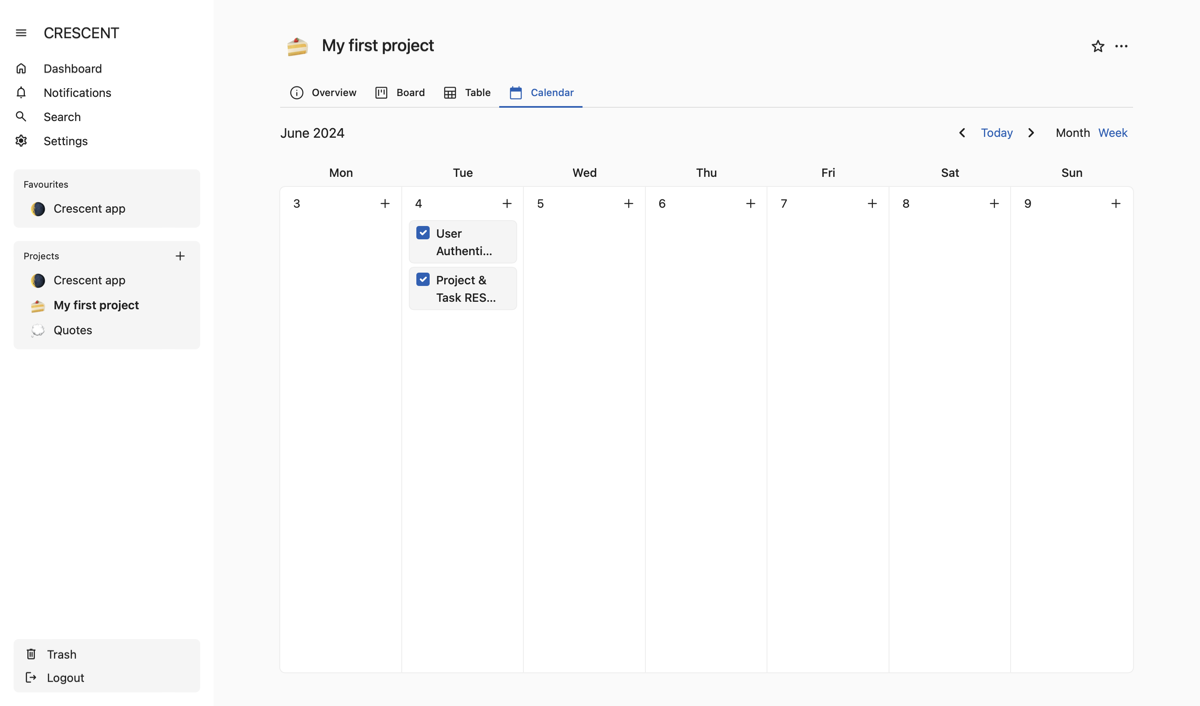 CRESCENT
Dashboard
Notifications
Search
Settings
Favourites
Crescent app
Projects
Crescent app
My first project
Quotes
Trash
Logout
My first project
Overview Board Table Calendar
June 2024
Today Month Week
Mon Tue Wed Thu Fri Sat Sun
3 4 5 6 7 8 9
User
Authenti...
Project &
Task RES...